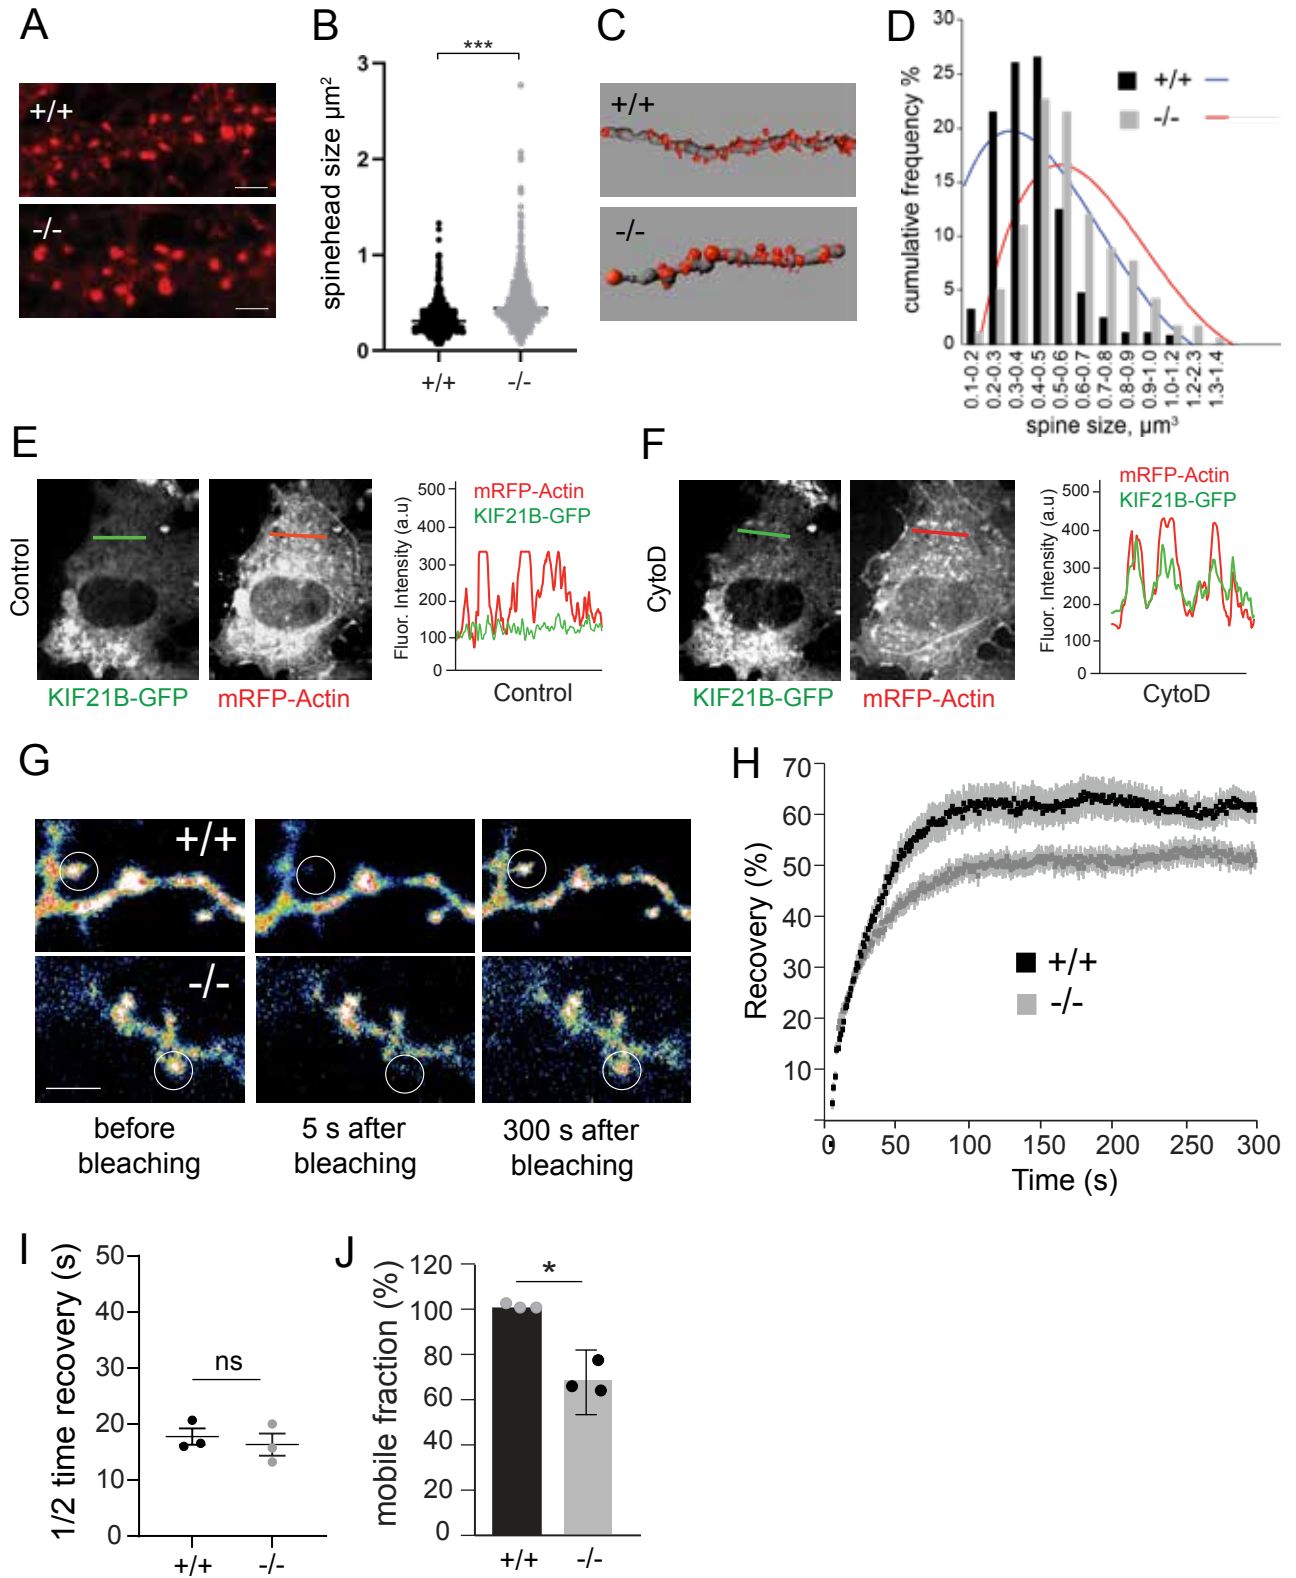 A
+/+
-/-
B
***
spinehead size µm²
3
2
1
0
+/+
-/-
C
+/+
-/-
D
cumulative frequency %
30
25
20
15
10
5
0
+/+
-/-
0.1-0.2
0.2-0.3
0.3-0.4
0.4-0.5
0.5-0.6
0.6-0.7
0.7-0.8
0.8-0.9
0.9-1.0
1.0-1.2
1.2-2.3
1.3-1.4
spine size, µm³
E
Control
KIF21B-GFP
mRFP-Actin
Fluor. Intensity (a.u)
500
400
300
200
100
0
mRFP-Actin
KIF21B-GFP
Control
F
CytoD
KIF21B-GFP
mRFP-Actin
Fluor. Intensity (a.u)
500
400
300
200
100
0
mRFP-Actin
KIF21B-GFP
CytoD
G
+/+
-/-
before
bleaching
5 s after
bleaching
300 s after
bleaching
H
Recovery (%)
70
60
50
40
30
20
10
+/+
-/-
0 50 100 150 200 250 300
Time (s)
I
1/2 time recovery (s)
50
40
30
20
10
0
ns
+/+
-/-
J
mobile fraction (%)
120
100
80
60
40
20
0
*
+/+
-/-